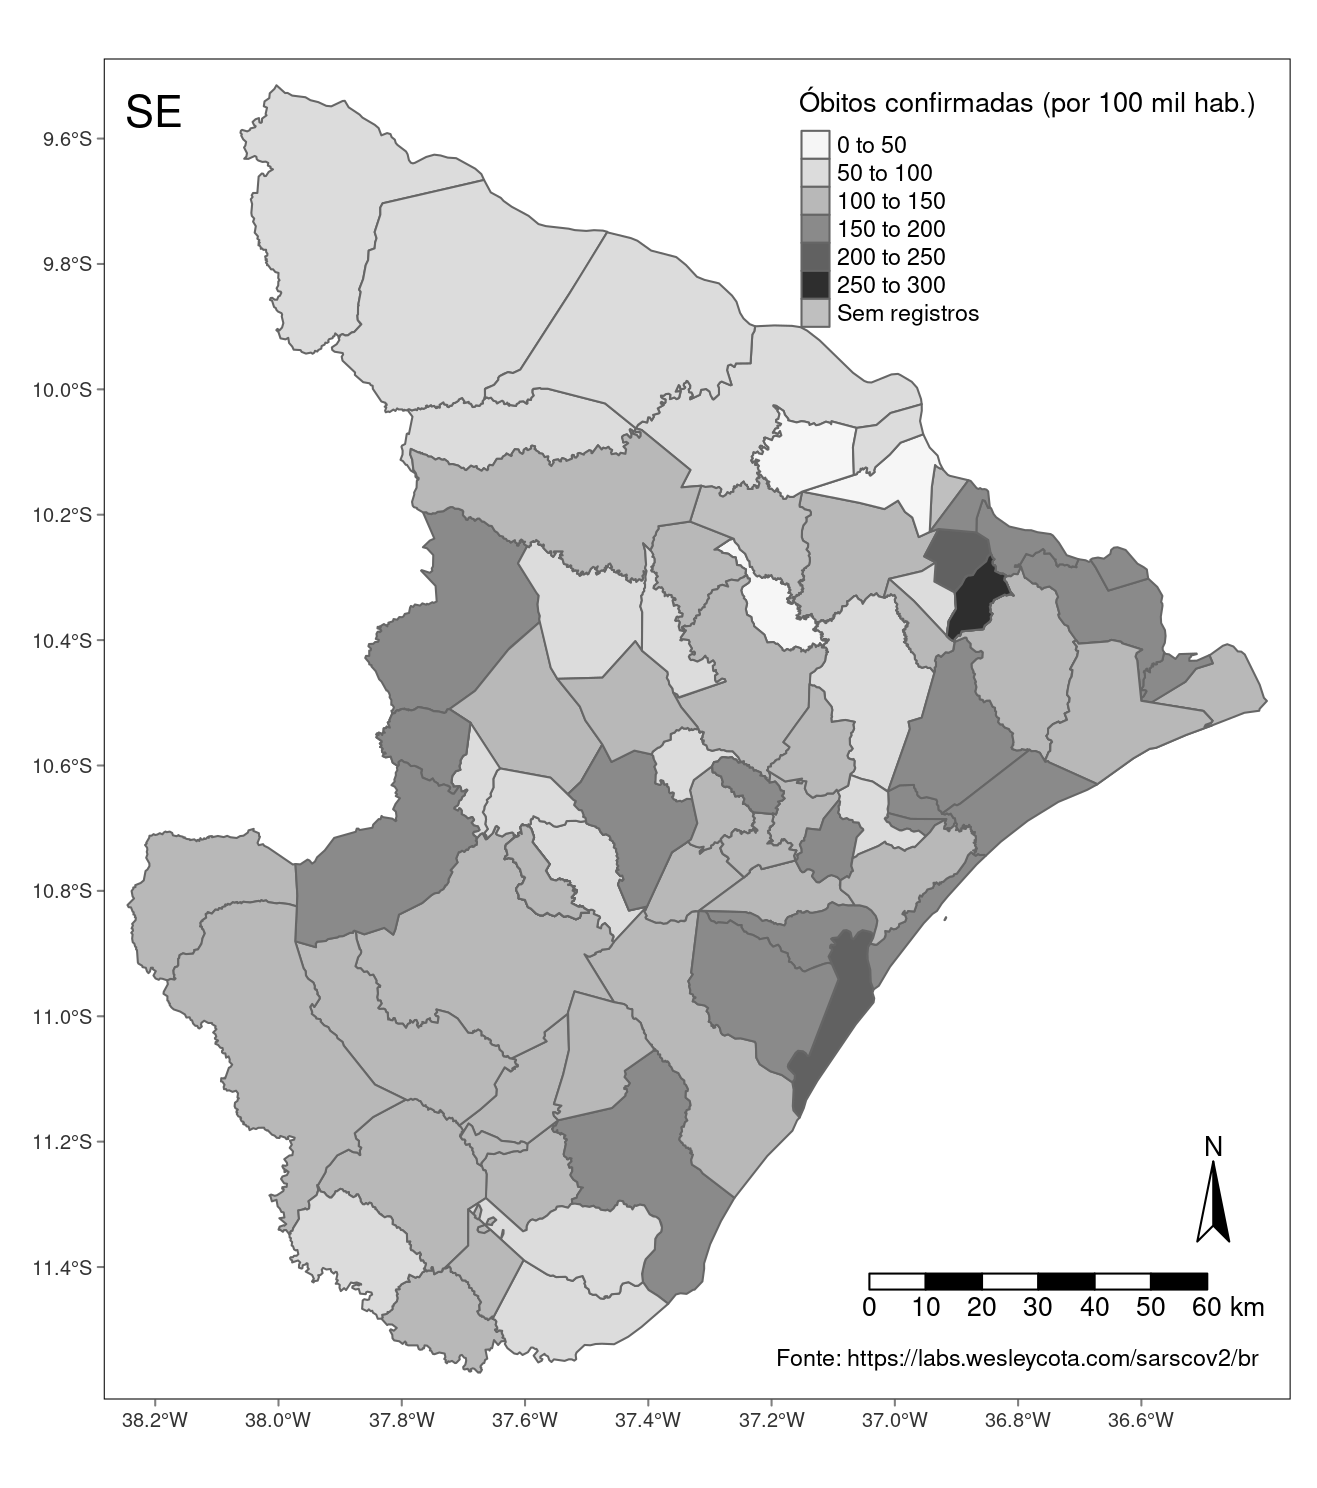 SE
Óbitos confirmadas (por 100 mil hab.)
0 to 50
50 to 100
100 to 150
150 to 200
200 to 250
250 to 300
Sem registros
9.6°S
9.8°S
10.0°S
10.2°S
10.4°S
10.6°S
10.8°S
11.0°S
11.2°S
11.4°S
N
0 10 20 30 40 50 60 km
Fonte: https://labs.wesleycota.com/sarscov2/br
38.2°W 38.0°W 37.8°W 37.6°W 37.4°W 37.2°W 37.0°W 36.8°W 36.6°W